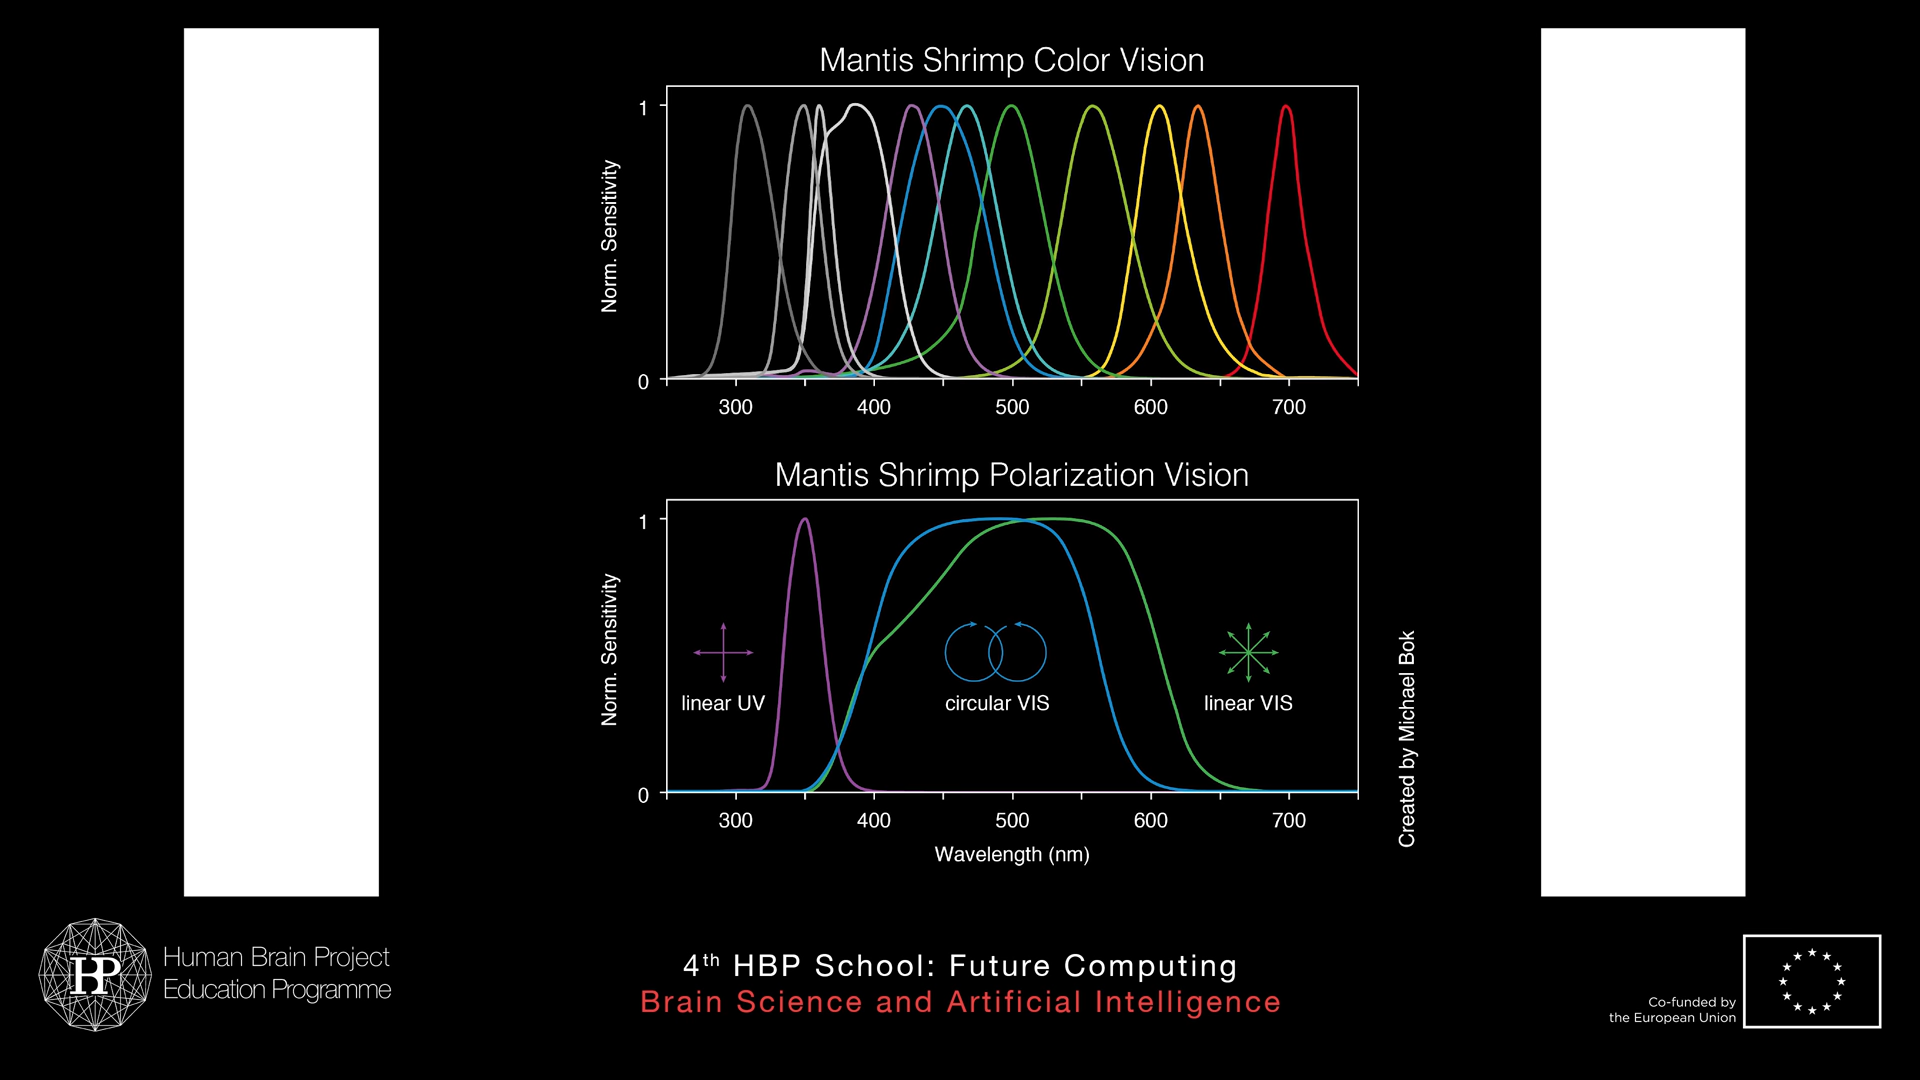 Mantis Shrimp Color Vision
1
Norm. Sensitivity
0
300 400 500 600 700
Mantis Shrimp Polarization Vision
1
Norm. Sensitivity
linear UV
circular VIS
linear VIS
0
300 400 500 600 700
Wavelength (nm)
Created by Michael Bok
HBP
Human Brain Project
Education Programme
4th HBP School: Future Computing
Brain Science and Artificial Intelligence
Co-funded by
the European Union